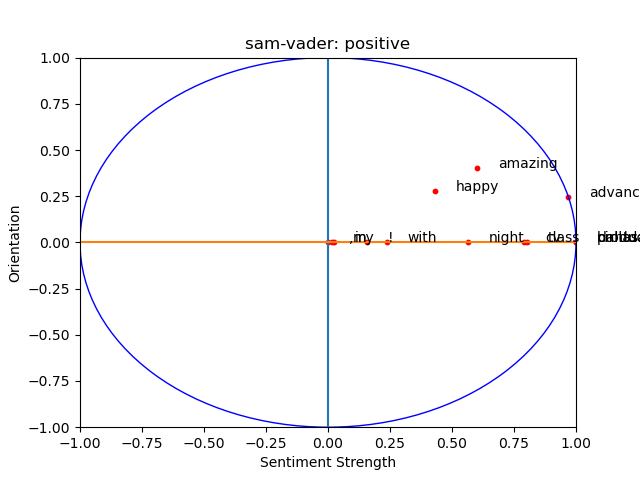 sam-vader: positive
Orientation
1.00
0.75
0.50
0.25
0.00
−0.25
−0.50
−0.75
−1.00
amazing
happy
advanc
, my ! with night class
−1.00 −0.75 −0.50 −0.25 0.00 0.25 0.50 0.75 1.00
Sentiment Strength